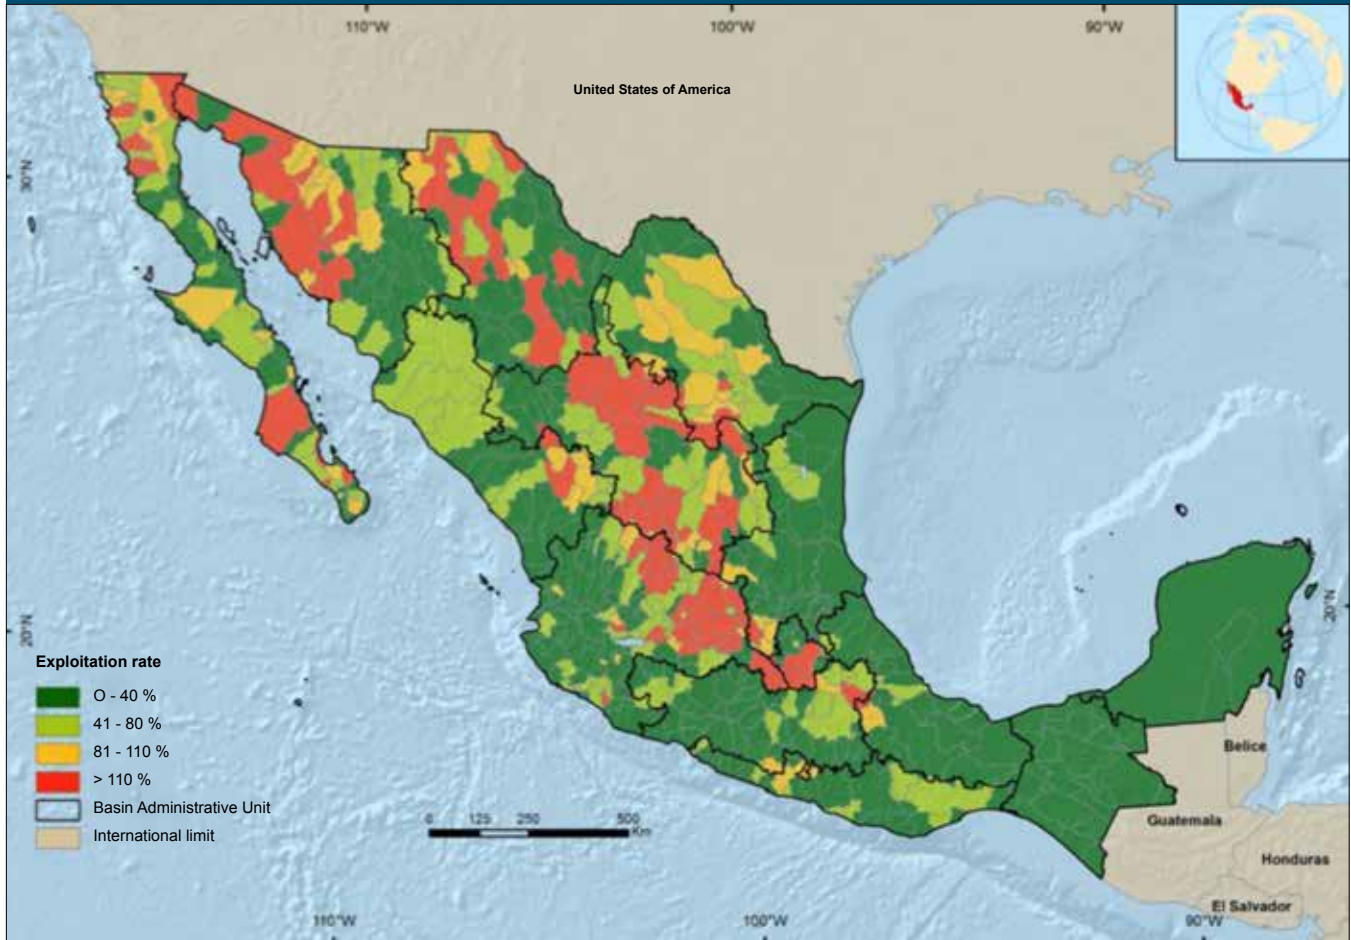 110°W
100°W
90°W
United States of America
30°N
20°N
20°N
Exploitation rate
O - 40 %
41 - 80 %
81 - 110 %
> 110 %
Basin Administrative Unit
International limit
0 125 250 500
Km
Belice
Guatemala
Honduras
El Salvador
110°W
100°W
90°W